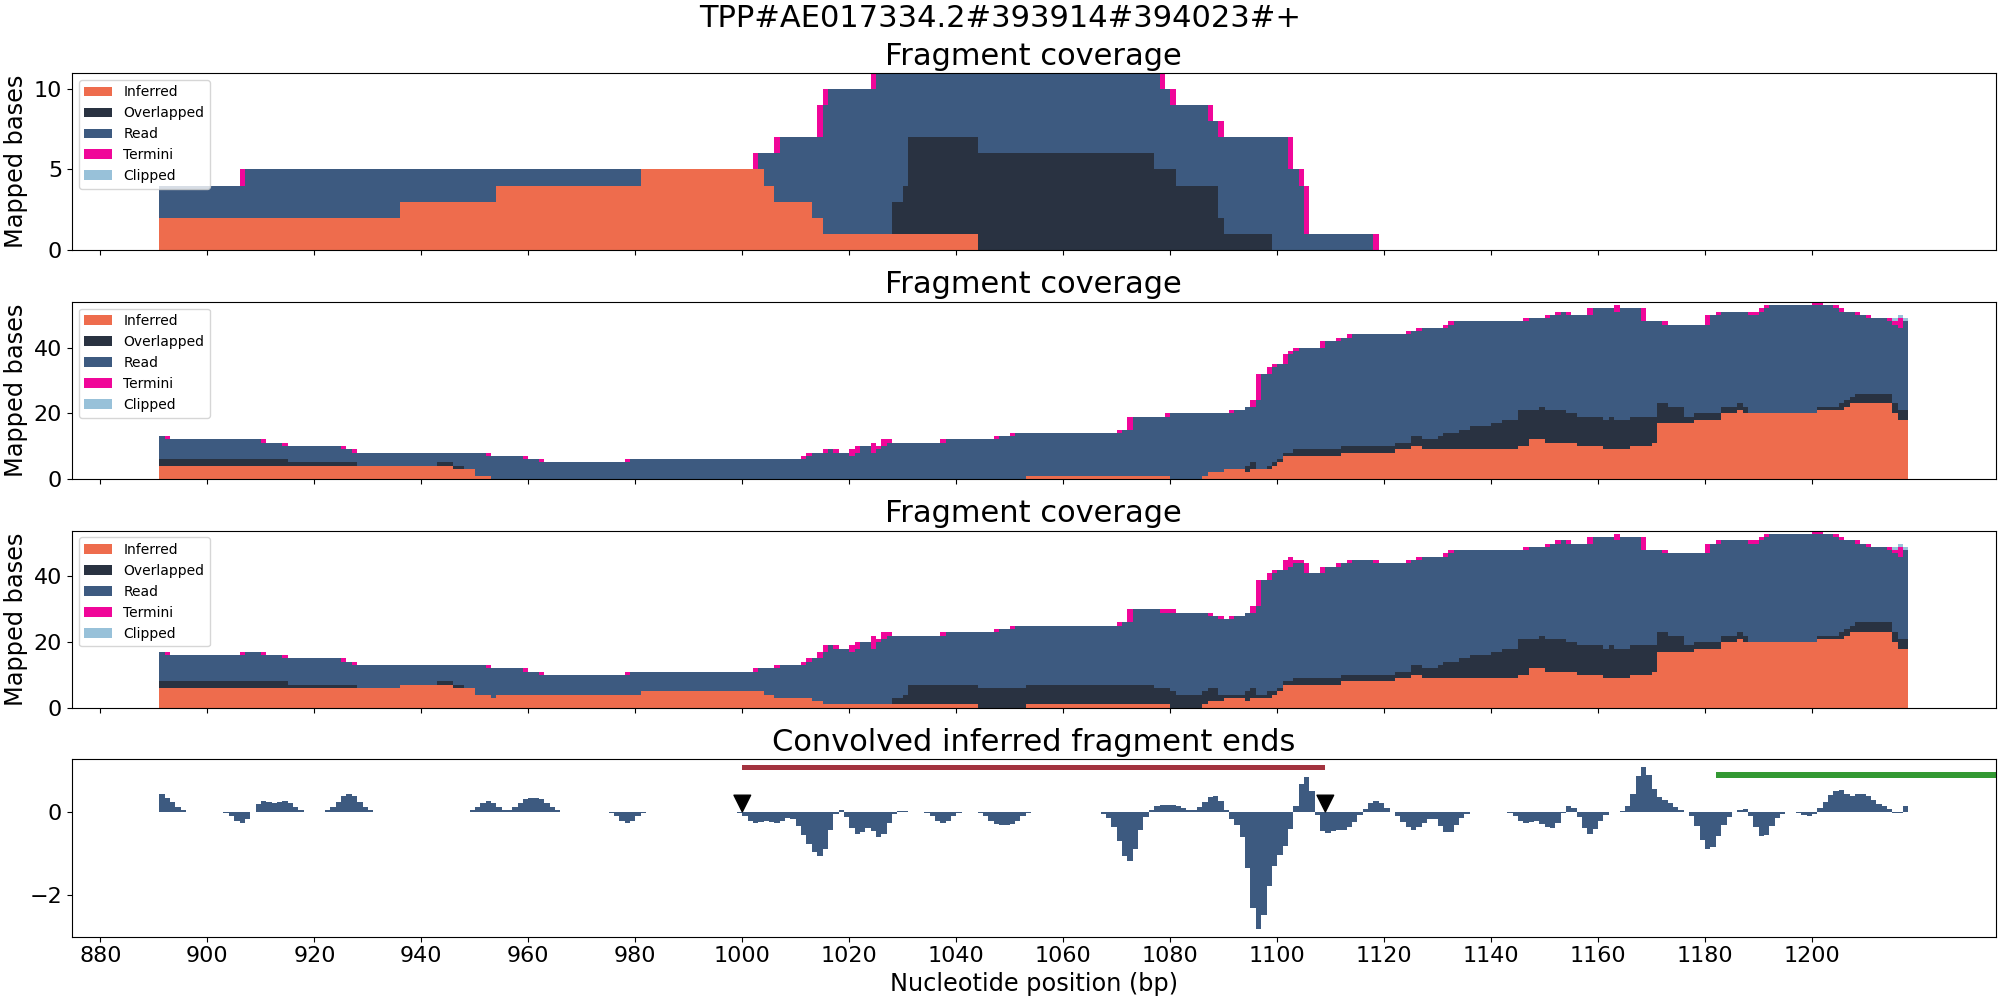 TPP#AE017334.2#393914#394023#+
Fragment coverage
Mapped bases
10
5
0
Inferred
Overlapped
Read
Termini
Clipped
Fragment coverage
Mapped bases
40
20
0
Inferred
Overlapped
Read
Termini
Clipped
Fragment coverage
Mapped bases
40
20
0
Inferred
Overlapped
Read
Termini
Clipped
Convolved inferred fragment ends
0
−2
880 900 920 940 960 980 1000 1020 1040 1060 1080 1100 1120 1140 1160 1180 1200
Nucleotide position (bp)